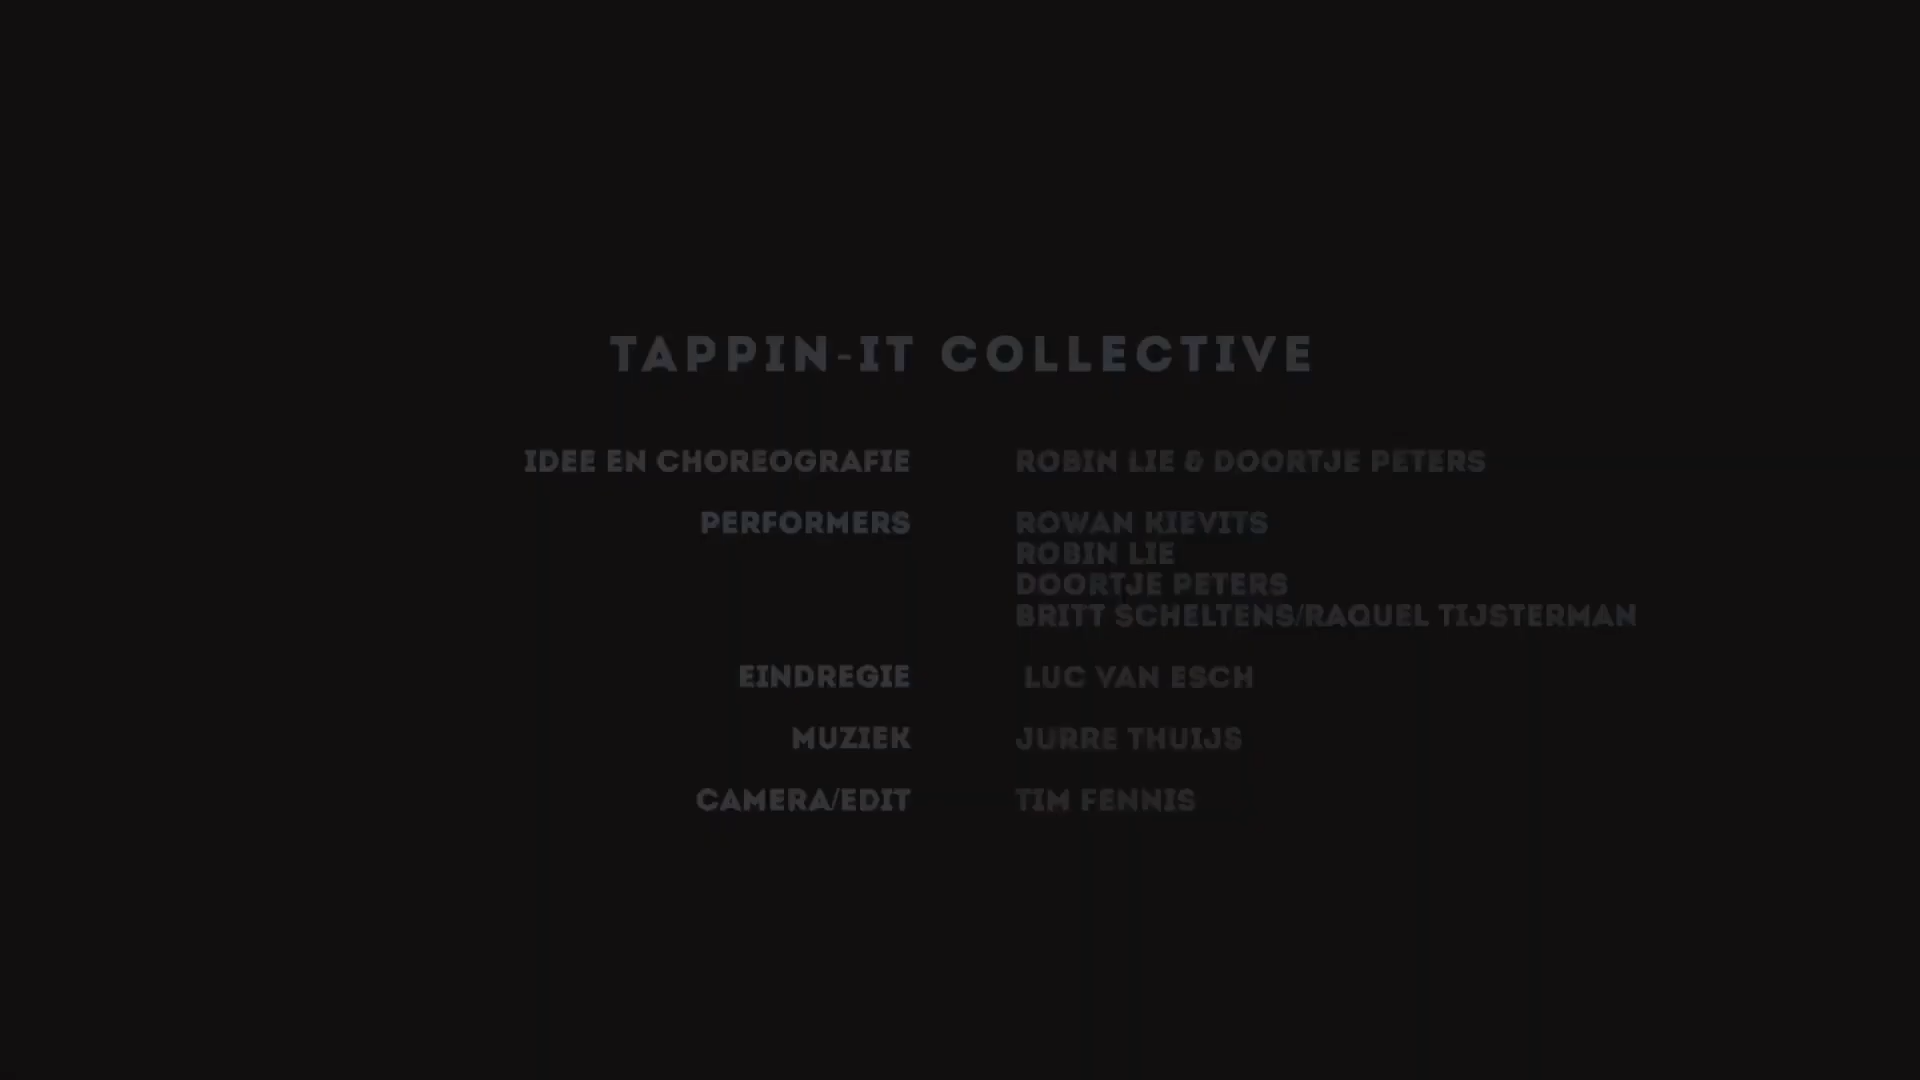 TAPPIN-IT COLLECTIVE
IDEE EN CHOREOGRAFIE ROBIN LIE & DOORTJE PETERS
PERFORMERS ROWAN KIEVITS
ROBIN LIE
DOORTJE PETERS
BRITT SCHELTENS/RAQUEL TIJSTERMAN
EINDREGIE LUC VAN ESCH
MUZIEK JURRE THUIJS
CAMERA/EDIT TIM FENNIS